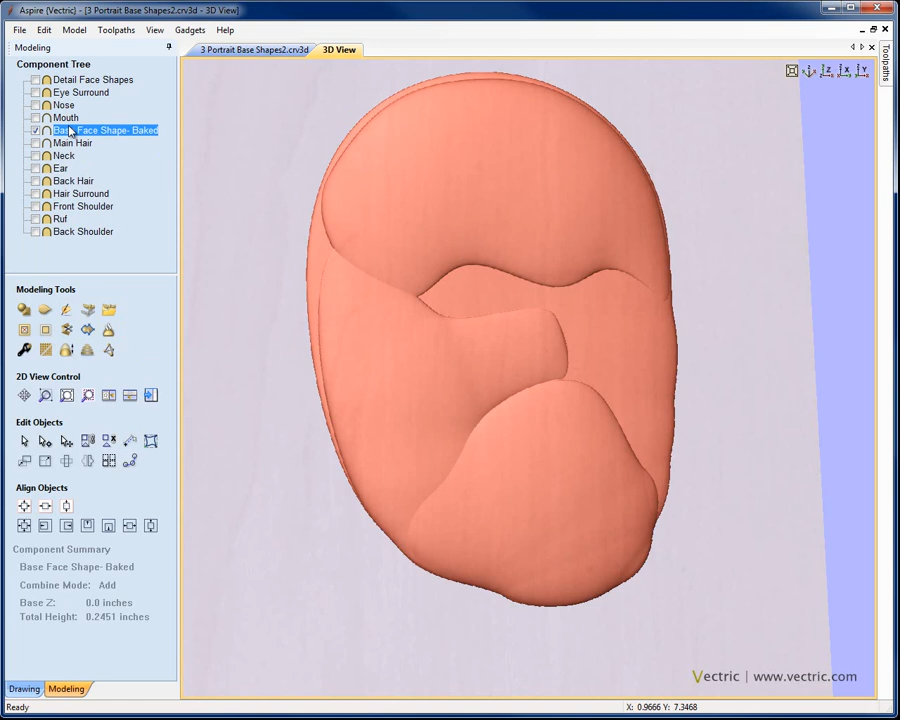 Aspire (Vectric) - [3 Portrait Base Shapes2.crv3d - 3D View]
File Edit Model Toolpaths View Gadgets Help
Modeling
3 Portrait Base Shapes2.crv3d 3D View
Toolpaths
Component Tree
Detail Face Shapes
Eye Surround
Nose
Mouth
Base Face Shape- Baked
Main Hair
Neck
Ear
Back Hair
Hair Surround
Front Shoulder
Ruf
Back Shoulder
Z X Y
Modeling Tools
2D View Control
Edit Objects
Align Objects
Component Summary
Base Face Shape- Baked
Combine Mode: Add
Base Z: 0.0 inches
Total Height: 0.2451 inches
Vectric | www.vectric.com
Drawing Modeling
Ready X: 0.9666 Y: 7.3468